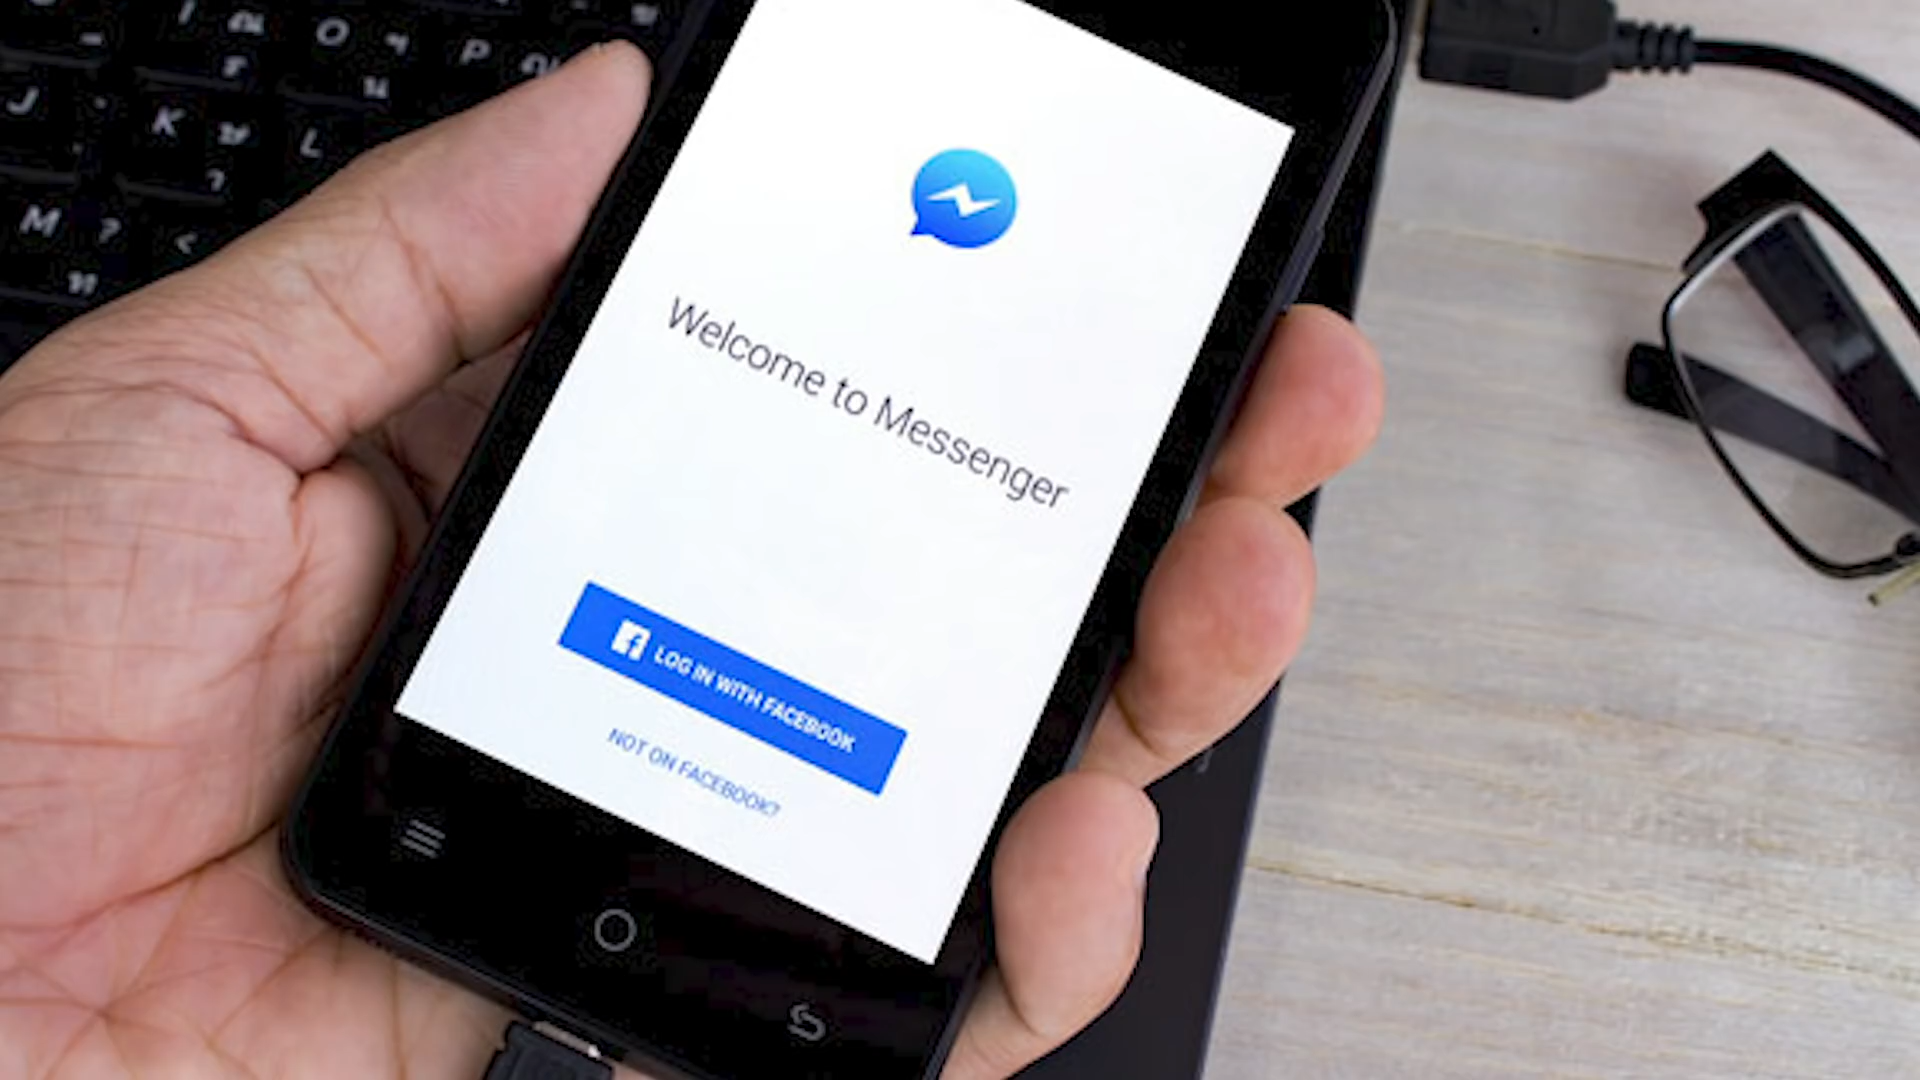 O
P
J
K
L
M ?
<
Welcome to Messenger
f LOG IN WITH FACEBOOK
NOT ON FACEBOOK?